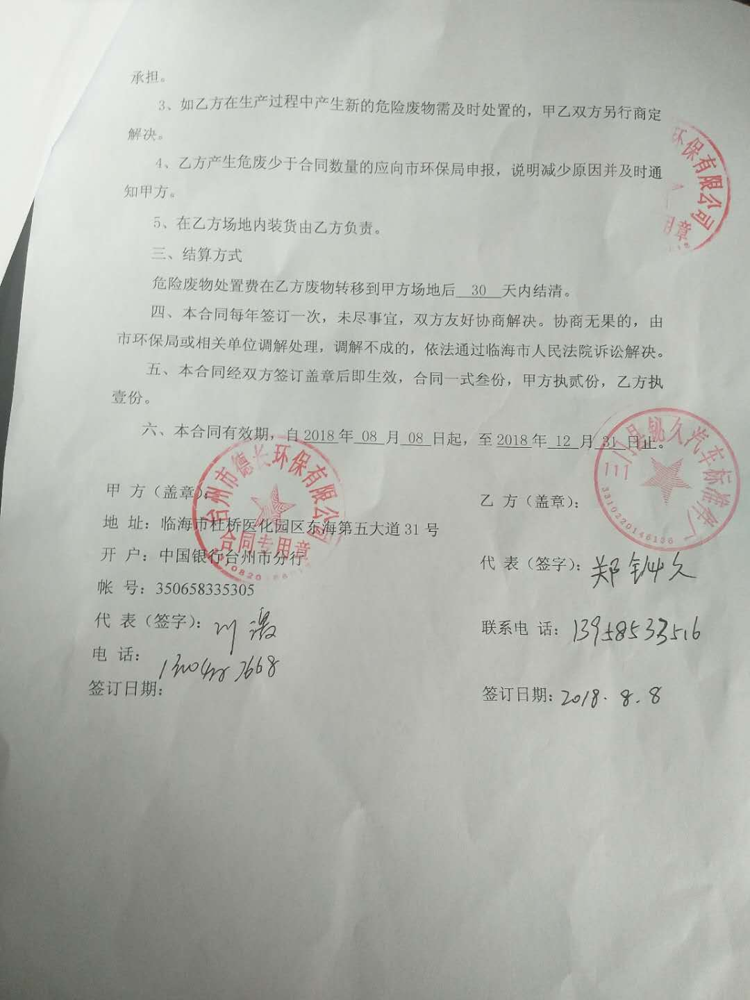 承担。
3、如乙方在生产过程中产生新的危险废物需及时处置的，甲乙双方另行商定
解决。
4、乙方产生危废少于合同数量的应向市环保局申报，说明减少原因并及时通
知甲方。
5、在乙方场地内装货由乙方负责。
三、结算方式
危险废物处置费在乙方废物转移到甲方场地后 30 天内结清。
四、本合同每年签订一次，未尽事宜，双方友好协商解决。协商无果的，由
市环保局或相关单位调解处理，调解不成的，依法通过临海市人民法院诉讼解决。
五、本合同经双方签订盖章后即生效，合同一式叁份，甲方执贰份，乙方执
壹份。
六、本合同有效期，自 2018 年 08 月 08 日起，至 2018 年 12 月 31 日止。
环保有限公司
用章
台州市德长环保有限公司
合同专用章
汽车标准件厂
3310220146136
甲 方（盖章）：
地 址：临海市杜桥医化园区东海第五大道 31 号
开 户：中国银行台州市分行
帐 号：350658335305
代 表（签字）：
电 话：
签订日期：
乙 方（盖章）：
代 表（签字）：郑
联系电 话：13958533516
签订日期：2018.8.8